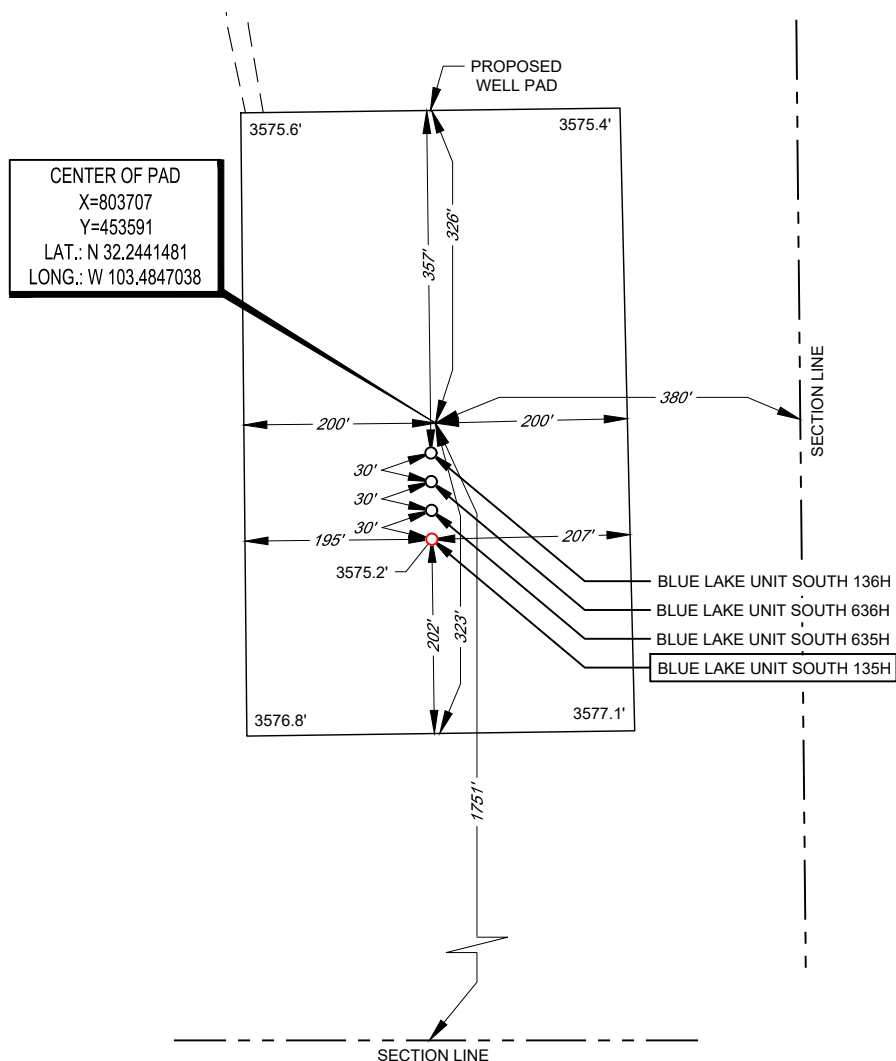 PROPOSED
WELL PAD
3575.6'
3575.4'
CENTER OF PAD
X=803707
Y=453591
LAT.: N 32.2441481
LONG.: W 103.4847038
326'
357'
SECTION LINE
380'
200'
200'
30'
30'
30'
195'
207'
3575.2'
BLUE LAKE UNIT SOUTH 136H
BLUE LAKE UNIT SOUTH 636H
BLUE LAKE UNIT SOUTH 635H
BLUE LAKE UNIT SOUTH 135H
202'
323'
3576.8'
3577.1'
1751'
SECTION LINE